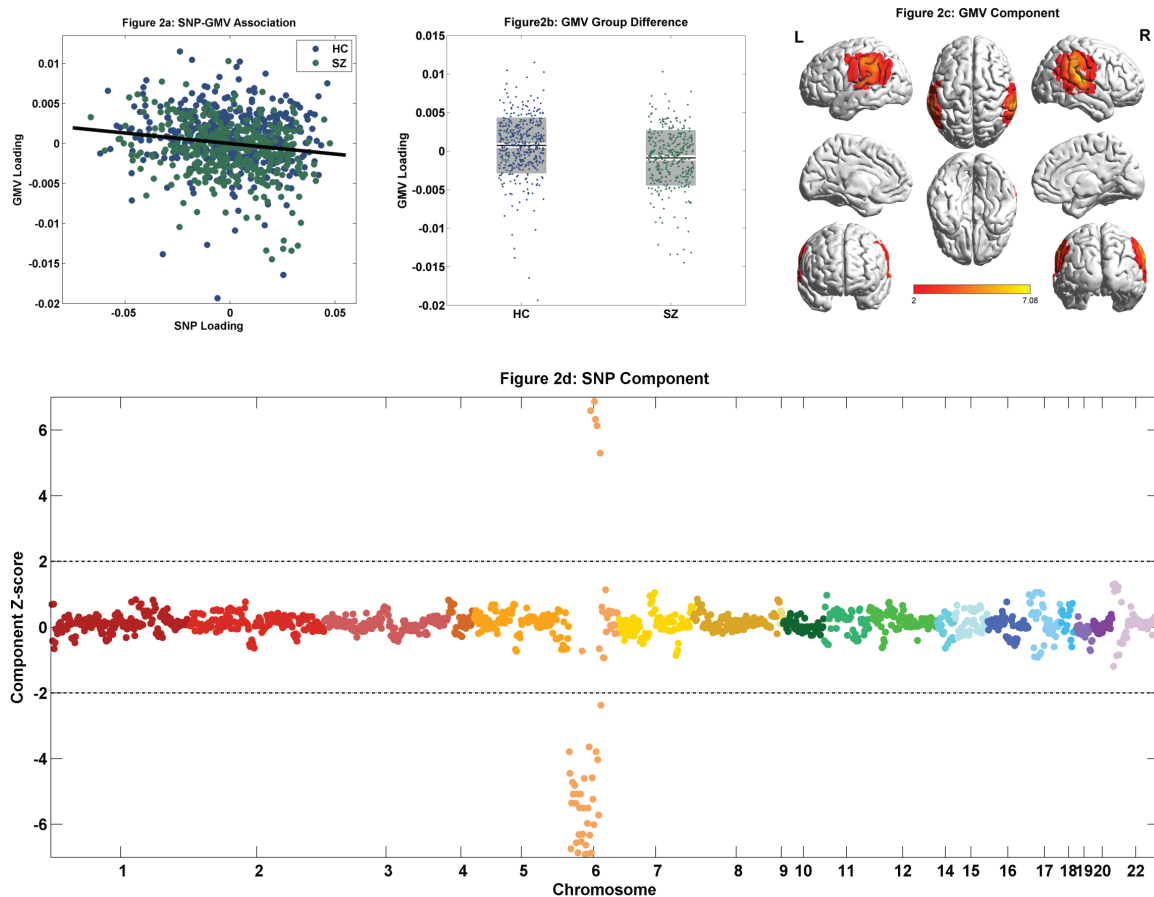 Figure 2a: SNP-GMV Association
HC
SZ
0.01
0.005
0
-0.005
-0.01
-0.015
-0.02
GMV Loading
-0.05
0
0.05
SNP Loading
Figure2b: GMV Group Difference
0.015
0.01
0.005
0
-0.005
-0.01
-0.015
-0.02
GMV Loading
HC
SZ
Figure 2c: GMV Component
L
R
2
7.08
Figure 2d: SNP Component
6
4
2
0
-2
-4
-6
Component Z-score
1 2 3 4 5 6 7 8 9 10 11 12 14 15 16 17 18 19 20 22
Chromosome